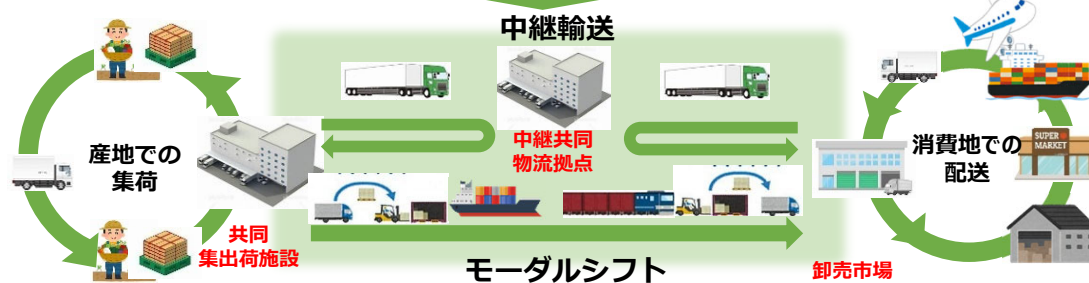 中継輸送
中継共同
物流拠点
産地での
集荷
共同
集出荷施設
モーダルシフト
消費地での
配送
SUPER
MARKET
卸売市場